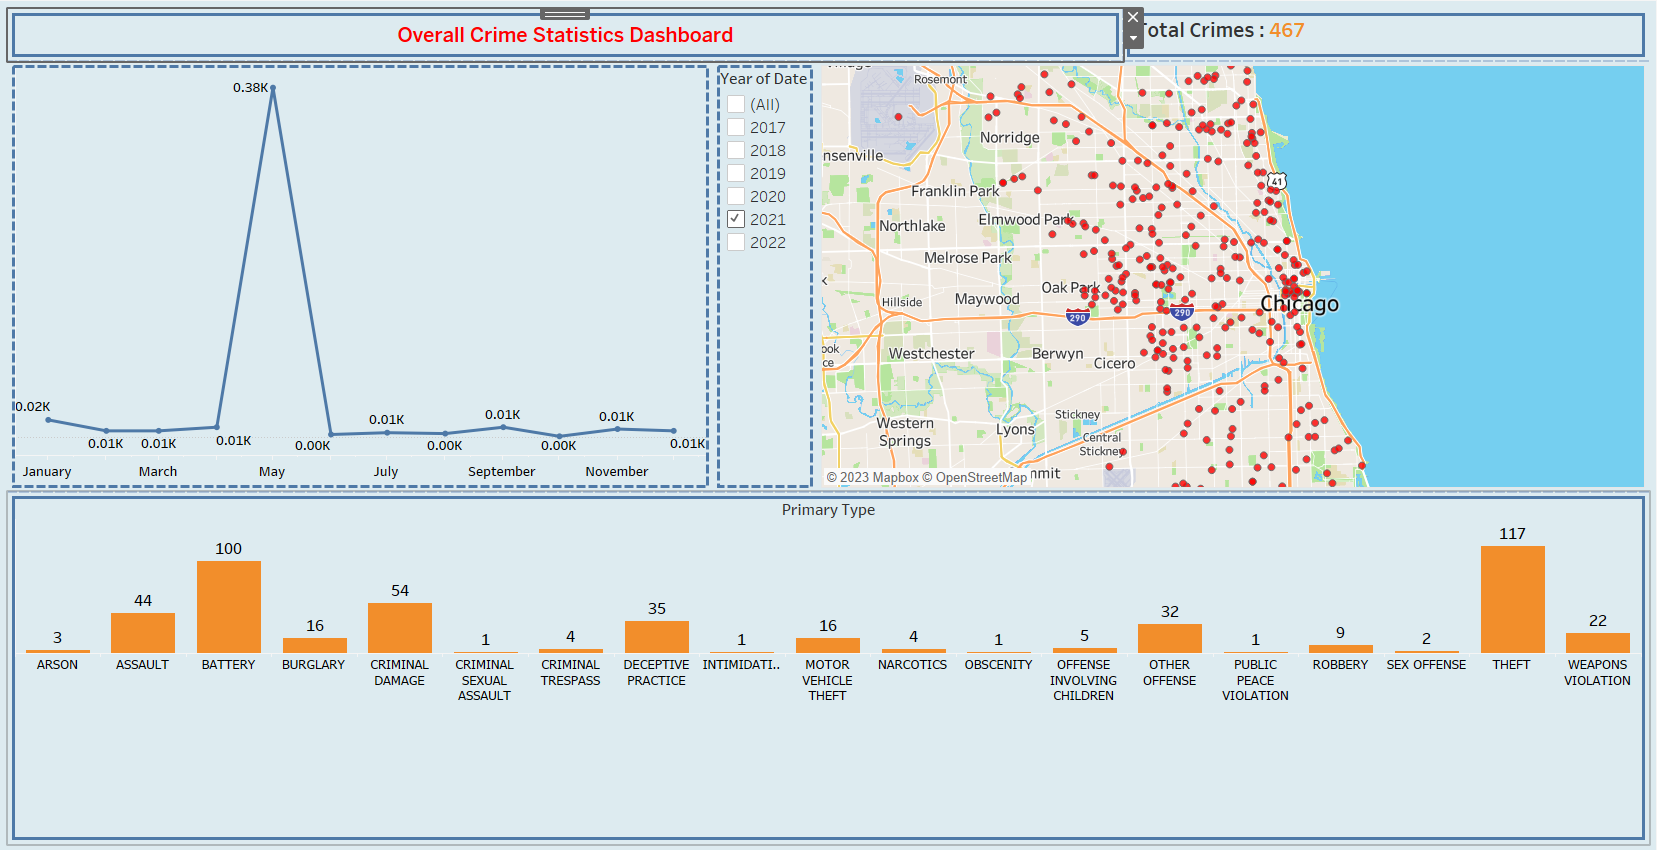 Overall Crime Statistics Dashboard
Total Crimes : 467
0.38K
0.02K
0.01K
0.01K
0.01K
0.00K
0.01K
0.00K
0.01K
0.00K
0.01K
0.01K
January
March
May
July
September
November
Year of Date
(All)
2017
2018
2019
2020
2021
2022
Rosemont
Norridge
nsenville
Franklin Park
41
Elmwood Park
Northlake
Melrose Park
Oak Park
Hillside
Maywood
Chicago
290
290
ook
ce
Westchester
Berwyn
Cicero
Stickney
Western
Springs
Lyons
Central
Stickney
© 2023 Mapbox © OpenStreetMap
mmit
Primary Type
3
44
100
16
54
1
4
35
1
16
4
1
5
32
1
9
2
117
22
ARSON
ASSAULT
BATTERY
BURGLARY
CRIMINAL
DAMAGE
CRIMINAL
SEXUAL
ASSAULT
CRIMINAL
TRESPASS
DECEPTIVE
PRACTICE
INTIMIDATI..
MOTOR
VEHICLE
THEFT
NARCOTICS
OBSCENITY
OFFENSE
INVOLVING
CHILDREN
OTHER
OFFENSE
PUBLIC
PEACE
VIOLATION
ROBBERY
SEX OFFENSE
THEFT
WEAPONS
VIOLATION